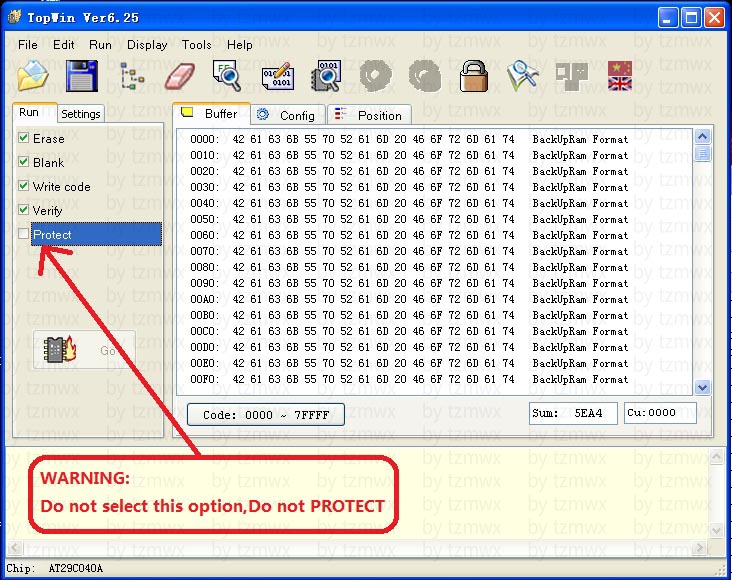 TopWin Ver6.25
File Edit Run Display Tools Help
Run Settings
Buffer Config Position
Erase
Blank
Write code
Verify
Protect
Go
0000: 42 61 63 6B 55 70 52 61 6D 20 46 6F 72 6D 61 74 BackUpRam Format
0010: 42 61 63 6B 55 70 52 61 6D 20 46 6F 72 6D 61 74 BackUpRam Format
0020: 42 61 63 6B 55 70 52 61 6D 20 46 6F 72 6D 61 74 BackUpRam Format
0030: 42 61 63 6B 55 70 52 61 6D 20 46 6F 72 6D 61 74 BackUpRam Format
0040: 42 61 63 6B 55 70 52 61 6D 20 46 6F 72 6D 61 74 BackUpRam Format
0050: 42 61 63 6B 55 70 52 61 6D 20 46 6F 72 6D 61 74 BackUpRam Format
0060: 42 61 63 6B 55 70 52 61 6D 20 46 6F 72 6D 61 74 BackUpRam Format
0070: 42 61 63 6B 55 70 52 61 6D 20 46 6F 72 6D 61 74 BackUpRam Format
0080: 42 61 63 6B 55 70 52 61 6D 20 46 6F 72 6D 61 74 BackUpRam Format
0090: 42 61 63 6B 55 70 52 61 6D 20 46 6F 72 6D 61 74 BackUpRam Format
00A0: 42 61 63 6B 55 70 52 61 6D 20 46 6F 72 6D 61 74 BackUpRam Format
00B0: 42 61 63 6B 55 70 52 61 6D 20 46 6F 72 6D 61 74 BackUpRam Format
00C0: 42 61 63 6B 55 70 52 61 6D 20 46 6F 72 6D 61 74 BackUpRam Format
00D0: 42 61 63 6B 55 70 52 61 6D 20 46 6F 72 6D 61 74 BackUpRam Format
00E0: 42 61 63 6B 55 70 52 61 6D 20 46 6F 72 6D 61 74 BackUpRam Format
00F0: 42 61 63 6B 55 70 52 61 6D 20 46 6F 72 6D 61 74 BackUpRam Format
Code: 0000 ~ 7FFFF
Sum: 5EA4
Cu:0000
WARNING:
Do not select this option,Do not PROTECT
Chip: AT29C040A
by tzmwx